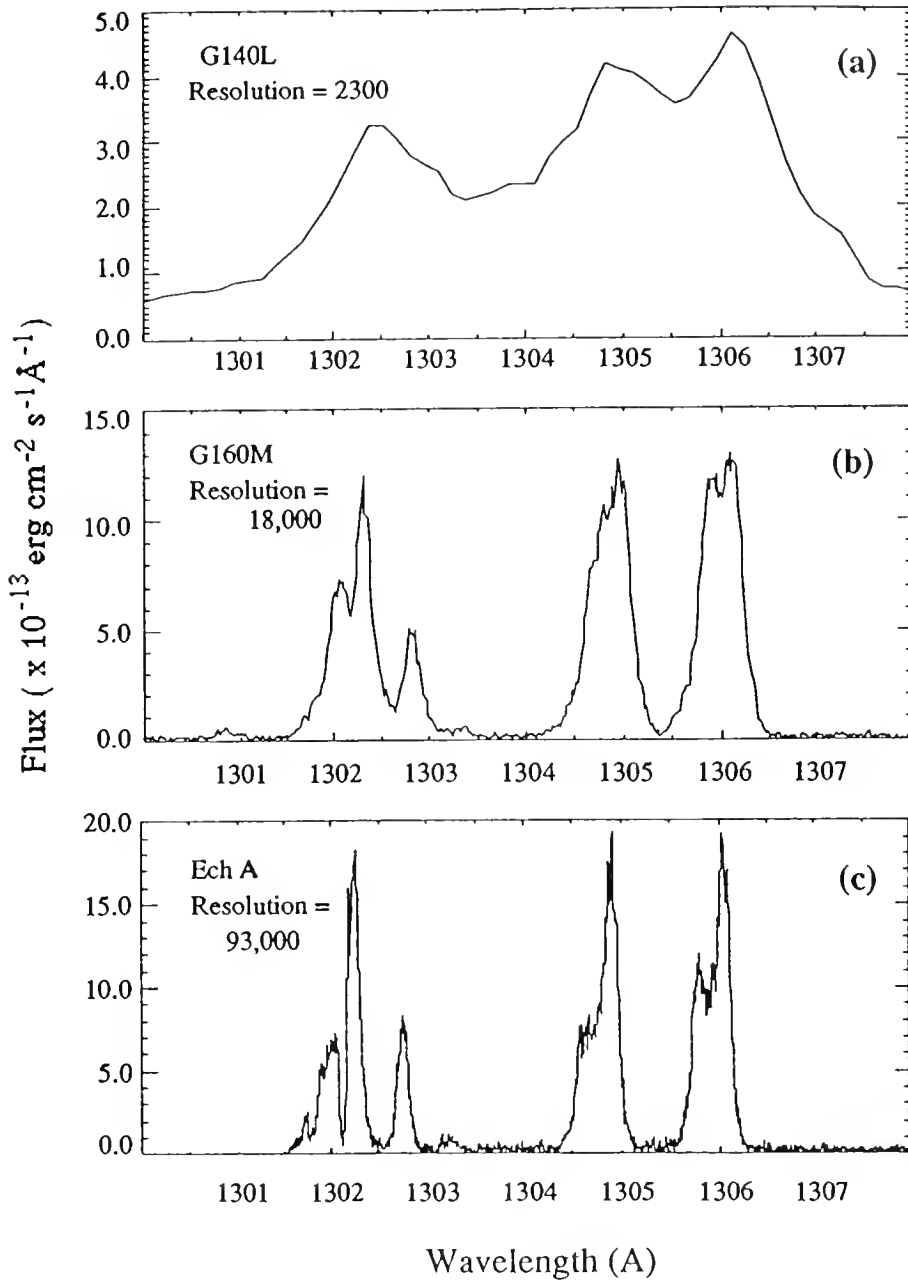 5.0
4.0
3.0
2.0
1.0
0.0
G140L
Resolution = 2300
(a)
1301 1302 1303 1304 1305 1306 1307
15.0
10.0
5.0
0.0
G160M
Resolution =
18,000
(b)
1301 1302 1303 1304 1305 1306 1307
20.0
15.0
10.0
5.0
0.0
Ech A
Resolution =
93,000
(c)
1301 1302 1303 1304 1305 1306 1307
Flux ( x 10⁻¹³ erg cm⁻² s⁻¹Å⁻¹)
Wavelength (A)